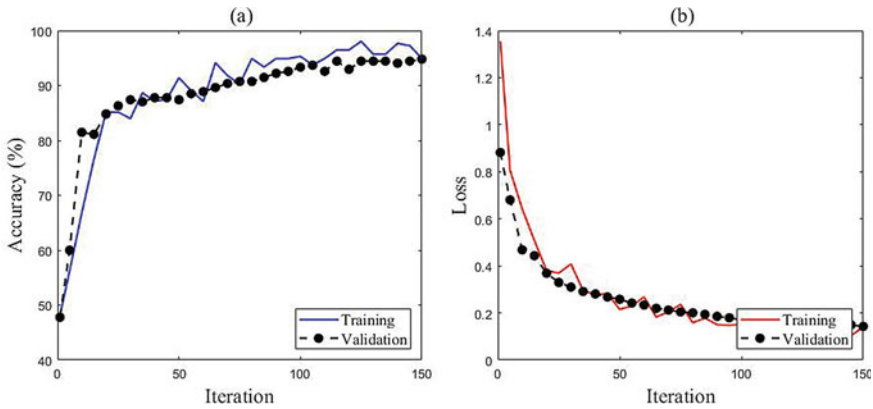 (a)
100
90
80
70
60
50
40
Accuracy (%)
Training
Validation
0
50
100
150
Iteration
(b)
1.4
1.2
1
0.8
0.6
0.4
0.2
0
Loss
Training
Validation
0
50
100
150
Iteration